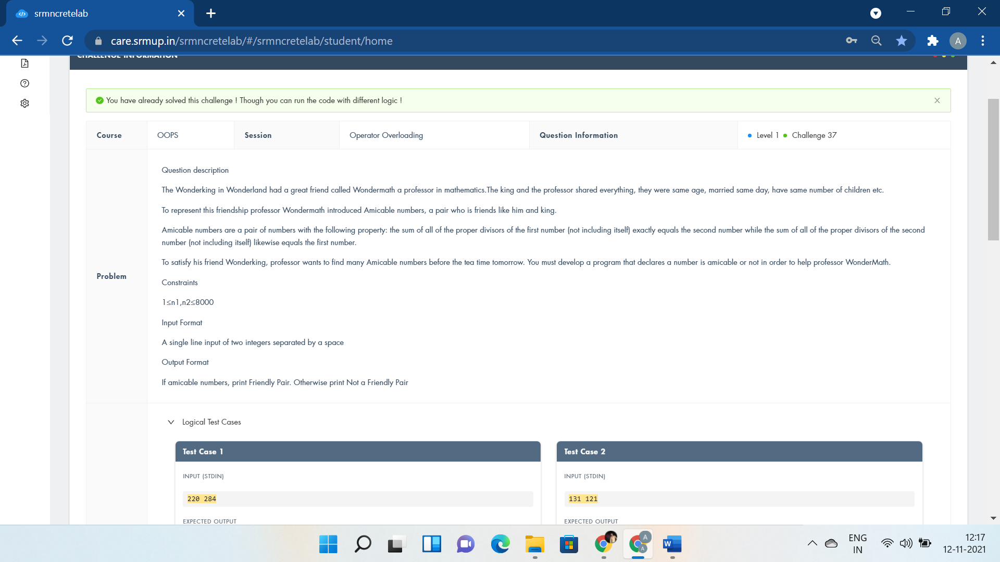 srmncretelab
care.srmup.in/srmncretelab/#/srmncretelab/student/home
A
CHALLENGE INFORMATION
You have already solved this challenge ! Though you can run the code with different logic !
Course OOPS Session Operator Overloading Question Information Level 1 Challenge 37
Problem
Question description
The Wonderking in Wonderland had a great friend called Wondermath a professor in mathematics.The king and the professor shared everything, they were same age, married same day, have same number of children etc.
To represent this friendship professor Wondermath introduced Amicable numbers, a pair who is friends like him and king.
Amicable numbers are a pair of numbers with the following property: the sum of all of the proper divisors of the first number (not including itself) exactly equals the second number while the sum of all of the proper divisors of the second
number (not including itself) likewise equals the first number.
To satisfy his friend Wonderking, professor wants to find many Amicable numbers before the tea time tomorrow. You must develop a program that declares a number is amicable or not in order to help professor WonderMath.
Constraints
1≤n1,n2≤8000
Input Format
A single line input of two integers separated by a space
Output Format
If amicable numbers, print Friendly Pair. Otherwise print Not a Friendly Pair
Logical Test Cases
Test Case 1
INPUT (STDIN)
220 284
EXPECTED OUTPUT
Test Case 2
INPUT (STDIN)
131 121
EXPECTED OUTPUT
A
A
W
ENG
IN
12:17
12-11-2021